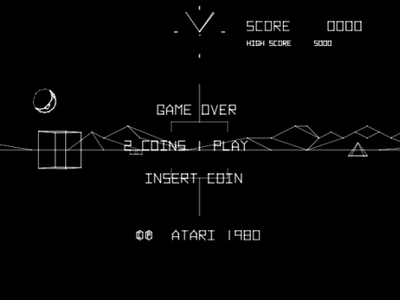 SCORE 0000
HIGH SCORE 5000
GAME OVER
2 COINS 1 PLAY
INSERT COIN
©℗ ATARI 1980